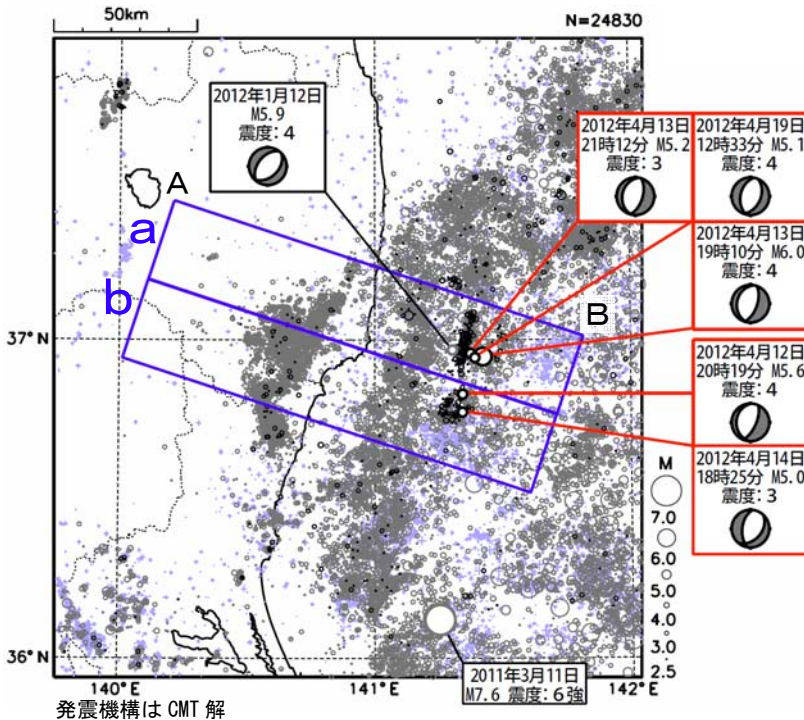 50km
N=24830
2012年1月12日
M5.9
震度：4
2012年4月13日
21時12分 M5.2
震度：3
2012年4月19日
12時33分 M5.1
震度：4
2012年4月13日
19時10分 M6.0
震度：4
2012年4月12日
20時19分 M5.6
震度：4
2012年4月14日
18時25分 M5.0
震度：3
A
a
b
B
37°N
36°N
M
7.0
6.0
5.0
4.0
3.0
2.5
2011年3月11日
M7.6 震度：6強
140°E
141°E
142°E
発震機構は CMT 解